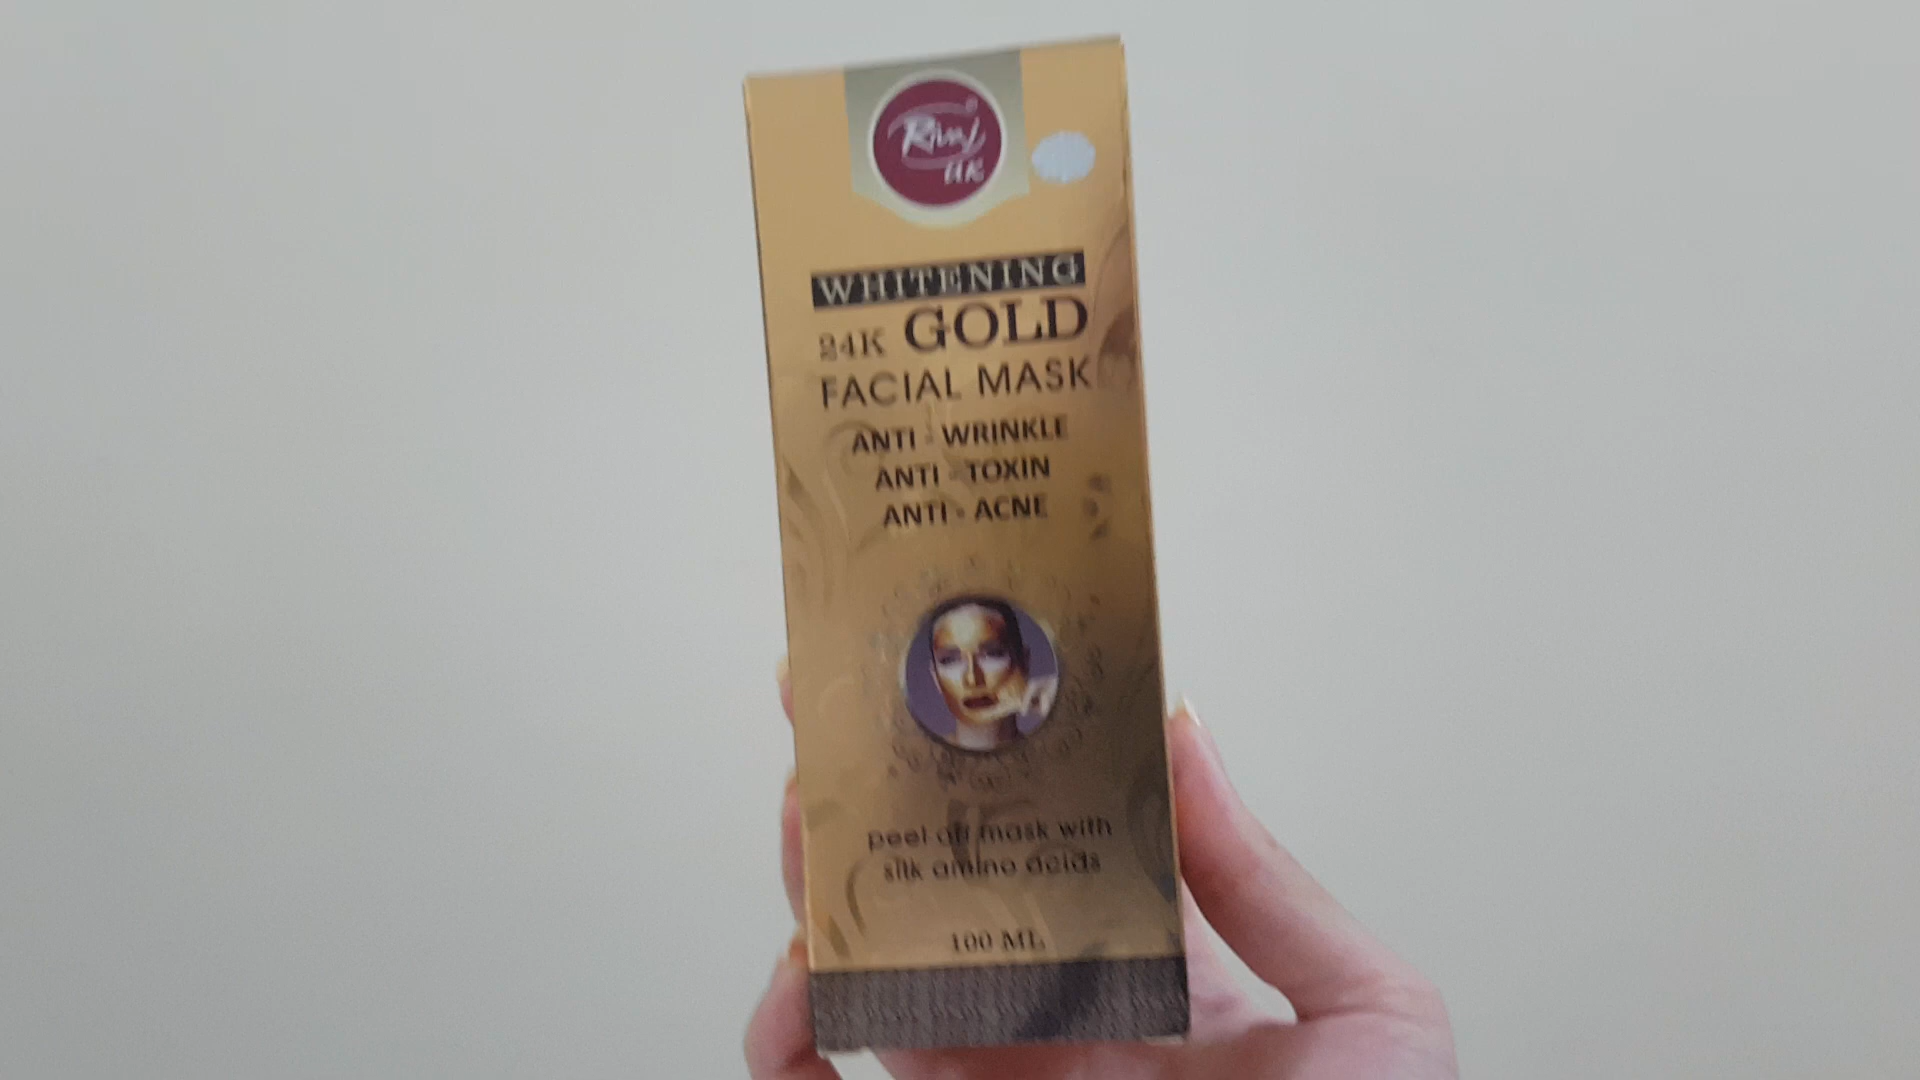 Rivaj
UK
WHITENING
24K GOLD
FACIAL MASK
ANTI - WRINKLE
ANTI - TOXIN
ANTI - ACNE
peel off mask with
silk amino acids
100 ML